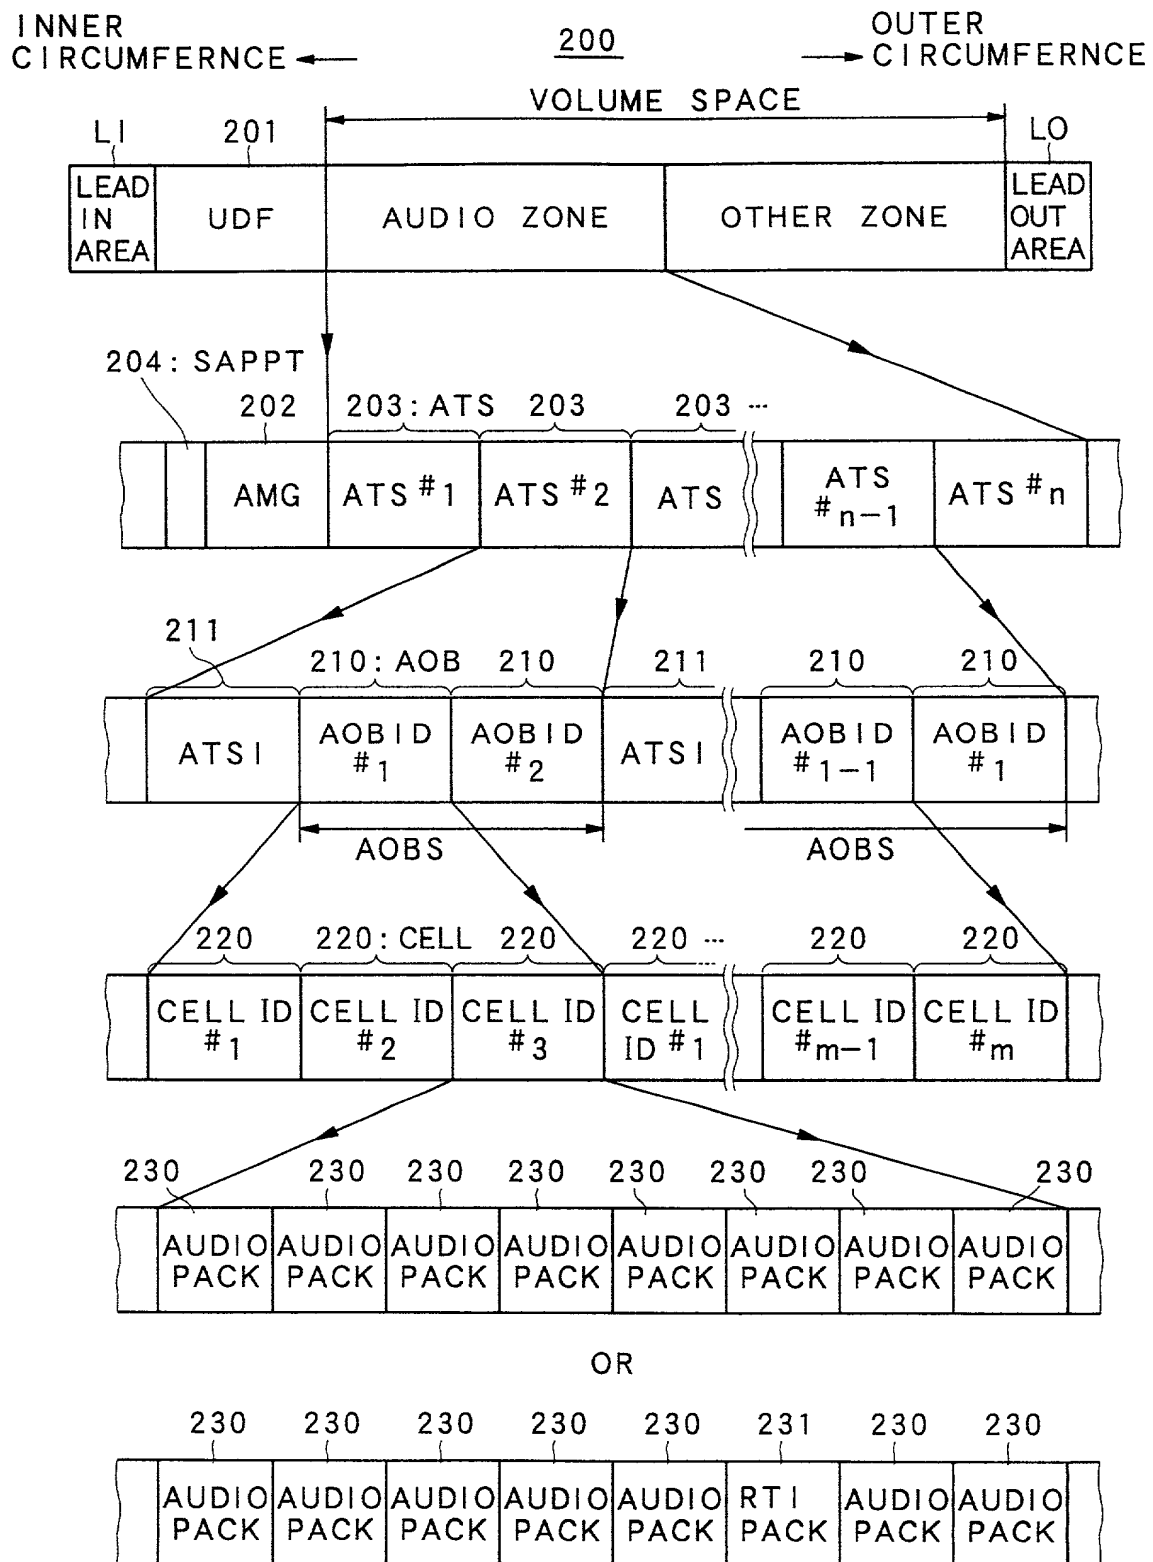 INNER
CIRCUMFERNCE
200
OUTER
CIRCUMFERNCE
VOLUME SPACE
LI
201
LO
LEAD
IN
AREA
UDF
AUDIO ZONE
OTHER ZONE
LEAD
OUT
AREA
204: SAPPT
202
203: ATS
203
203 ---
AMG
ATS #1
ATS #2
ATS
ATS
#n-1
ATS #n
211
210: AOB
210
211
210
210
ATSI
AOBID
#1
AOBID
#2
ATSI
AOBID
#1-1
AOBID
#1
AOBS
AOBS
220
220: CELL
220
220 ---
---
220
220
CELL ID
#1
CELL ID
#2
CELL ID
#3
CELL
ID #1
CELL ID
#m-1
CELL ID
#m
230
230
230
230
230
230
230
230
AUDIO
PACK
AUDIO
PACK
AUDIO
PACK
AUDIO
PACK
AUDIO
PACK
AUDIO
PACK
AUDIO
PACK
AUDIO
PACK
OR
230
230
230
230
230
231
230
230
AUDIO
PACK
AUDIO
PACK
AUDIO
PACK
AUDIO
PACK
AUDIO
PACK
RTI
PACK
AUDIO
PACK
AUDIO
PACK